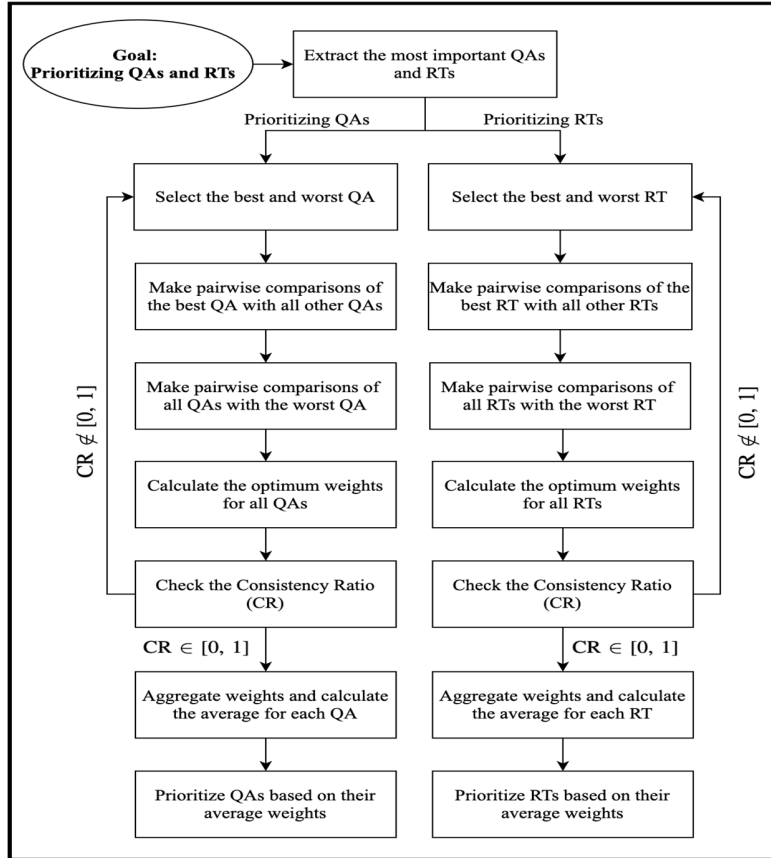 Goal:
Prioritizing QAs and RTs
Extract the most important QAs
and RTs
Prioritizing QAs
Prioritizing RTs
Select the best and worst QA
Make pairwise comparisons of
the best QA with all other QAs
Make pairwise comparisons of
all QAs with the worst QA
Calculate the optimum weights
for all QAs
Check the Consistency Ratio
(CR)
CR ∉ [0, 1]
CR ∈ [0, 1]
Aggregate weights and calculate
the average for each QA
Prioritize QAs based on their
average weights
Select the best and worst RT
Make pairwise comparisons of the
best RT with all other RTs
Make pairwise comparisons of
all RTs with the worst RT
Calculate the optimum weights
for all RTs
Check the Consistency Ratio
(CR)
CR ∉ [0, 1]
CR ∈ [0, 1]
Aggregate weights and calculate
the average for each RT
Prioritize RTs based on their
average weights